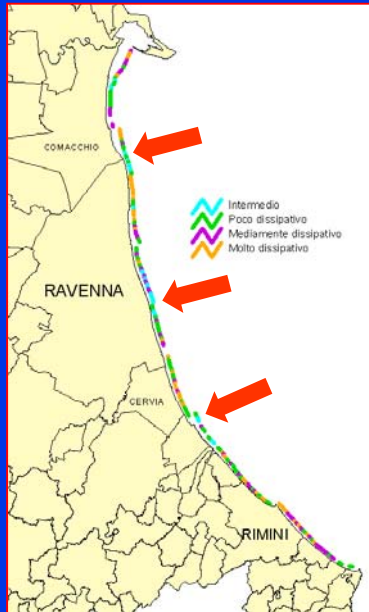 COMACCHIO
Intermedio
Poco dissipativo
Mediamente dissipativo
Molto dissipativo
RAVENNA
CERVIA
RIMINI